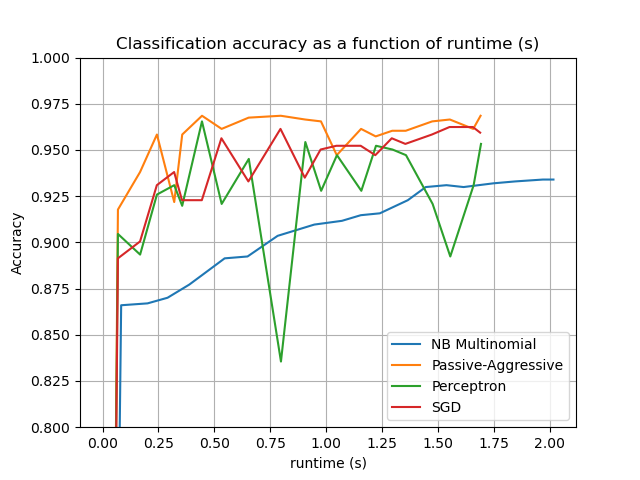 Classification accuracy as a function of runtime (s)
1.000
0.975
0.950
0.925
0.900
0.875
0.850
0.825
0.800
Accuracy
NB Multinomial
Passive-Aggressive
Perceptron
SGD
0.00 0.25 0.50 0.75 1.00 1.25 1.50 1.75 2.00
runtime (s)